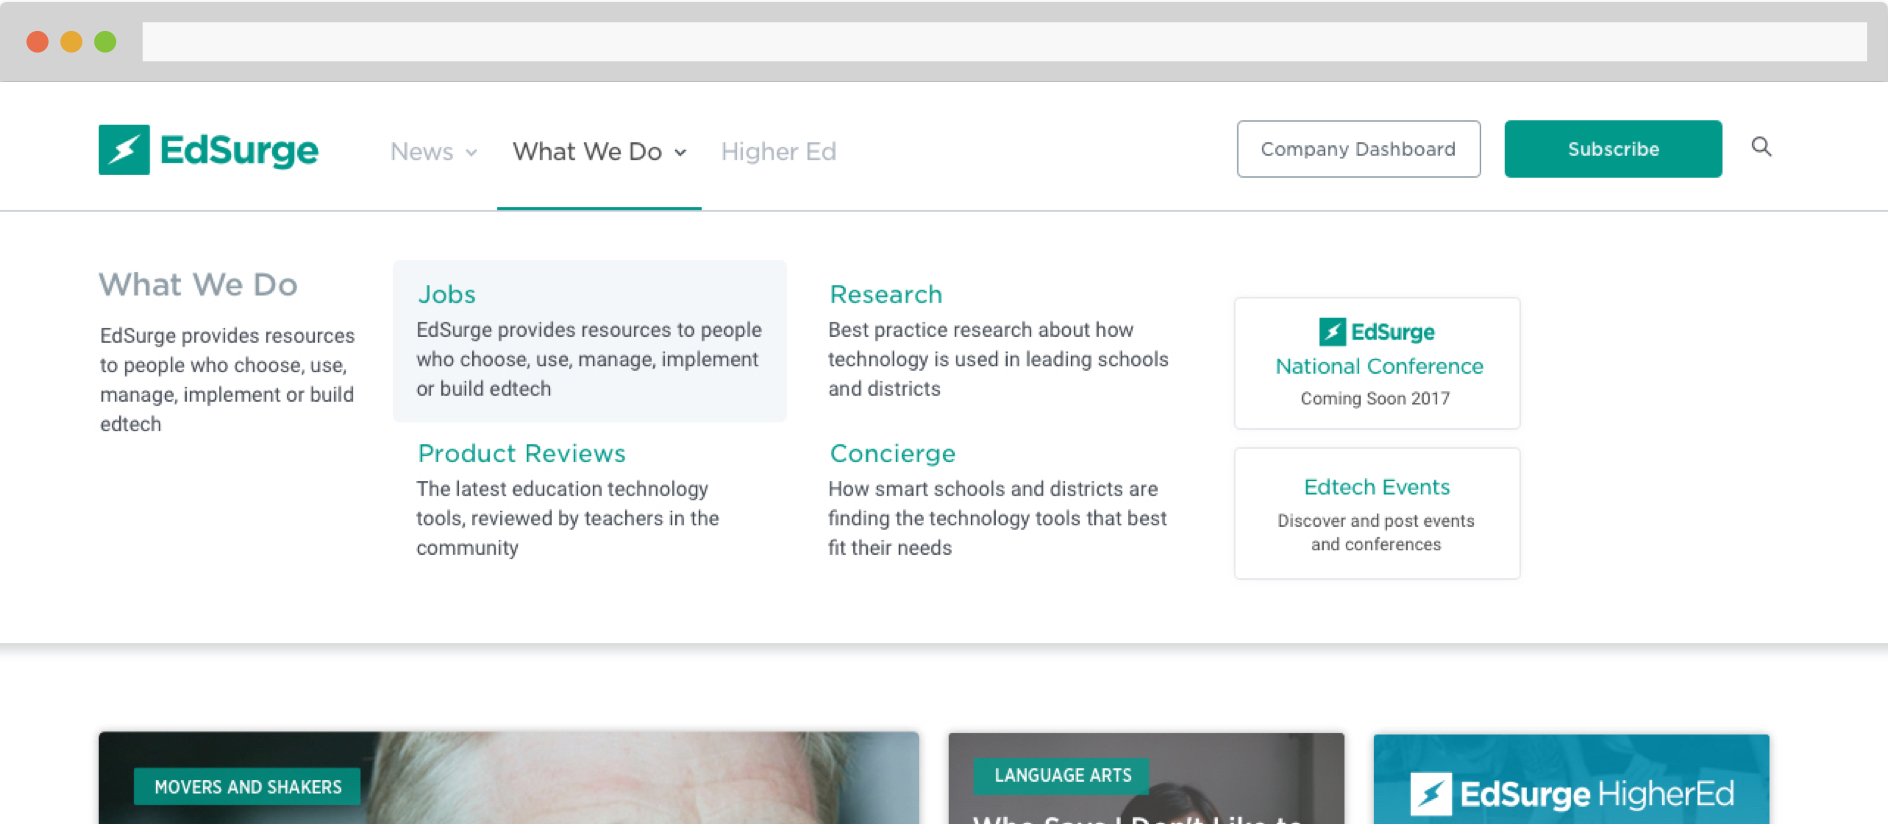 EdSurge
News
What We Do
Higher Ed
Company Dashboard
Subscribe
What We Do
EdSurge provides resources
to people who choose, use,
manage, implement or build
edtech
Jobs
EdSurge provides resources to people
who choose, use, manage, implement
or build edtech
Research
Best practice research about how
technology is used in leading schools
and districts
Product Reviews
The latest education technology
tools, reviewed by teachers in the
community
Concierge
How smart schools and districts are
finding the technology tools that best
fit their needs
EdSurge
National Conference
Coming Soon 2017
Edtech Events
Discover and post events
and conferences
MOVERS AND SHAKERS
LANGUAGE ARTS
Who Says I Don't Like to
EdSurge HigherEd